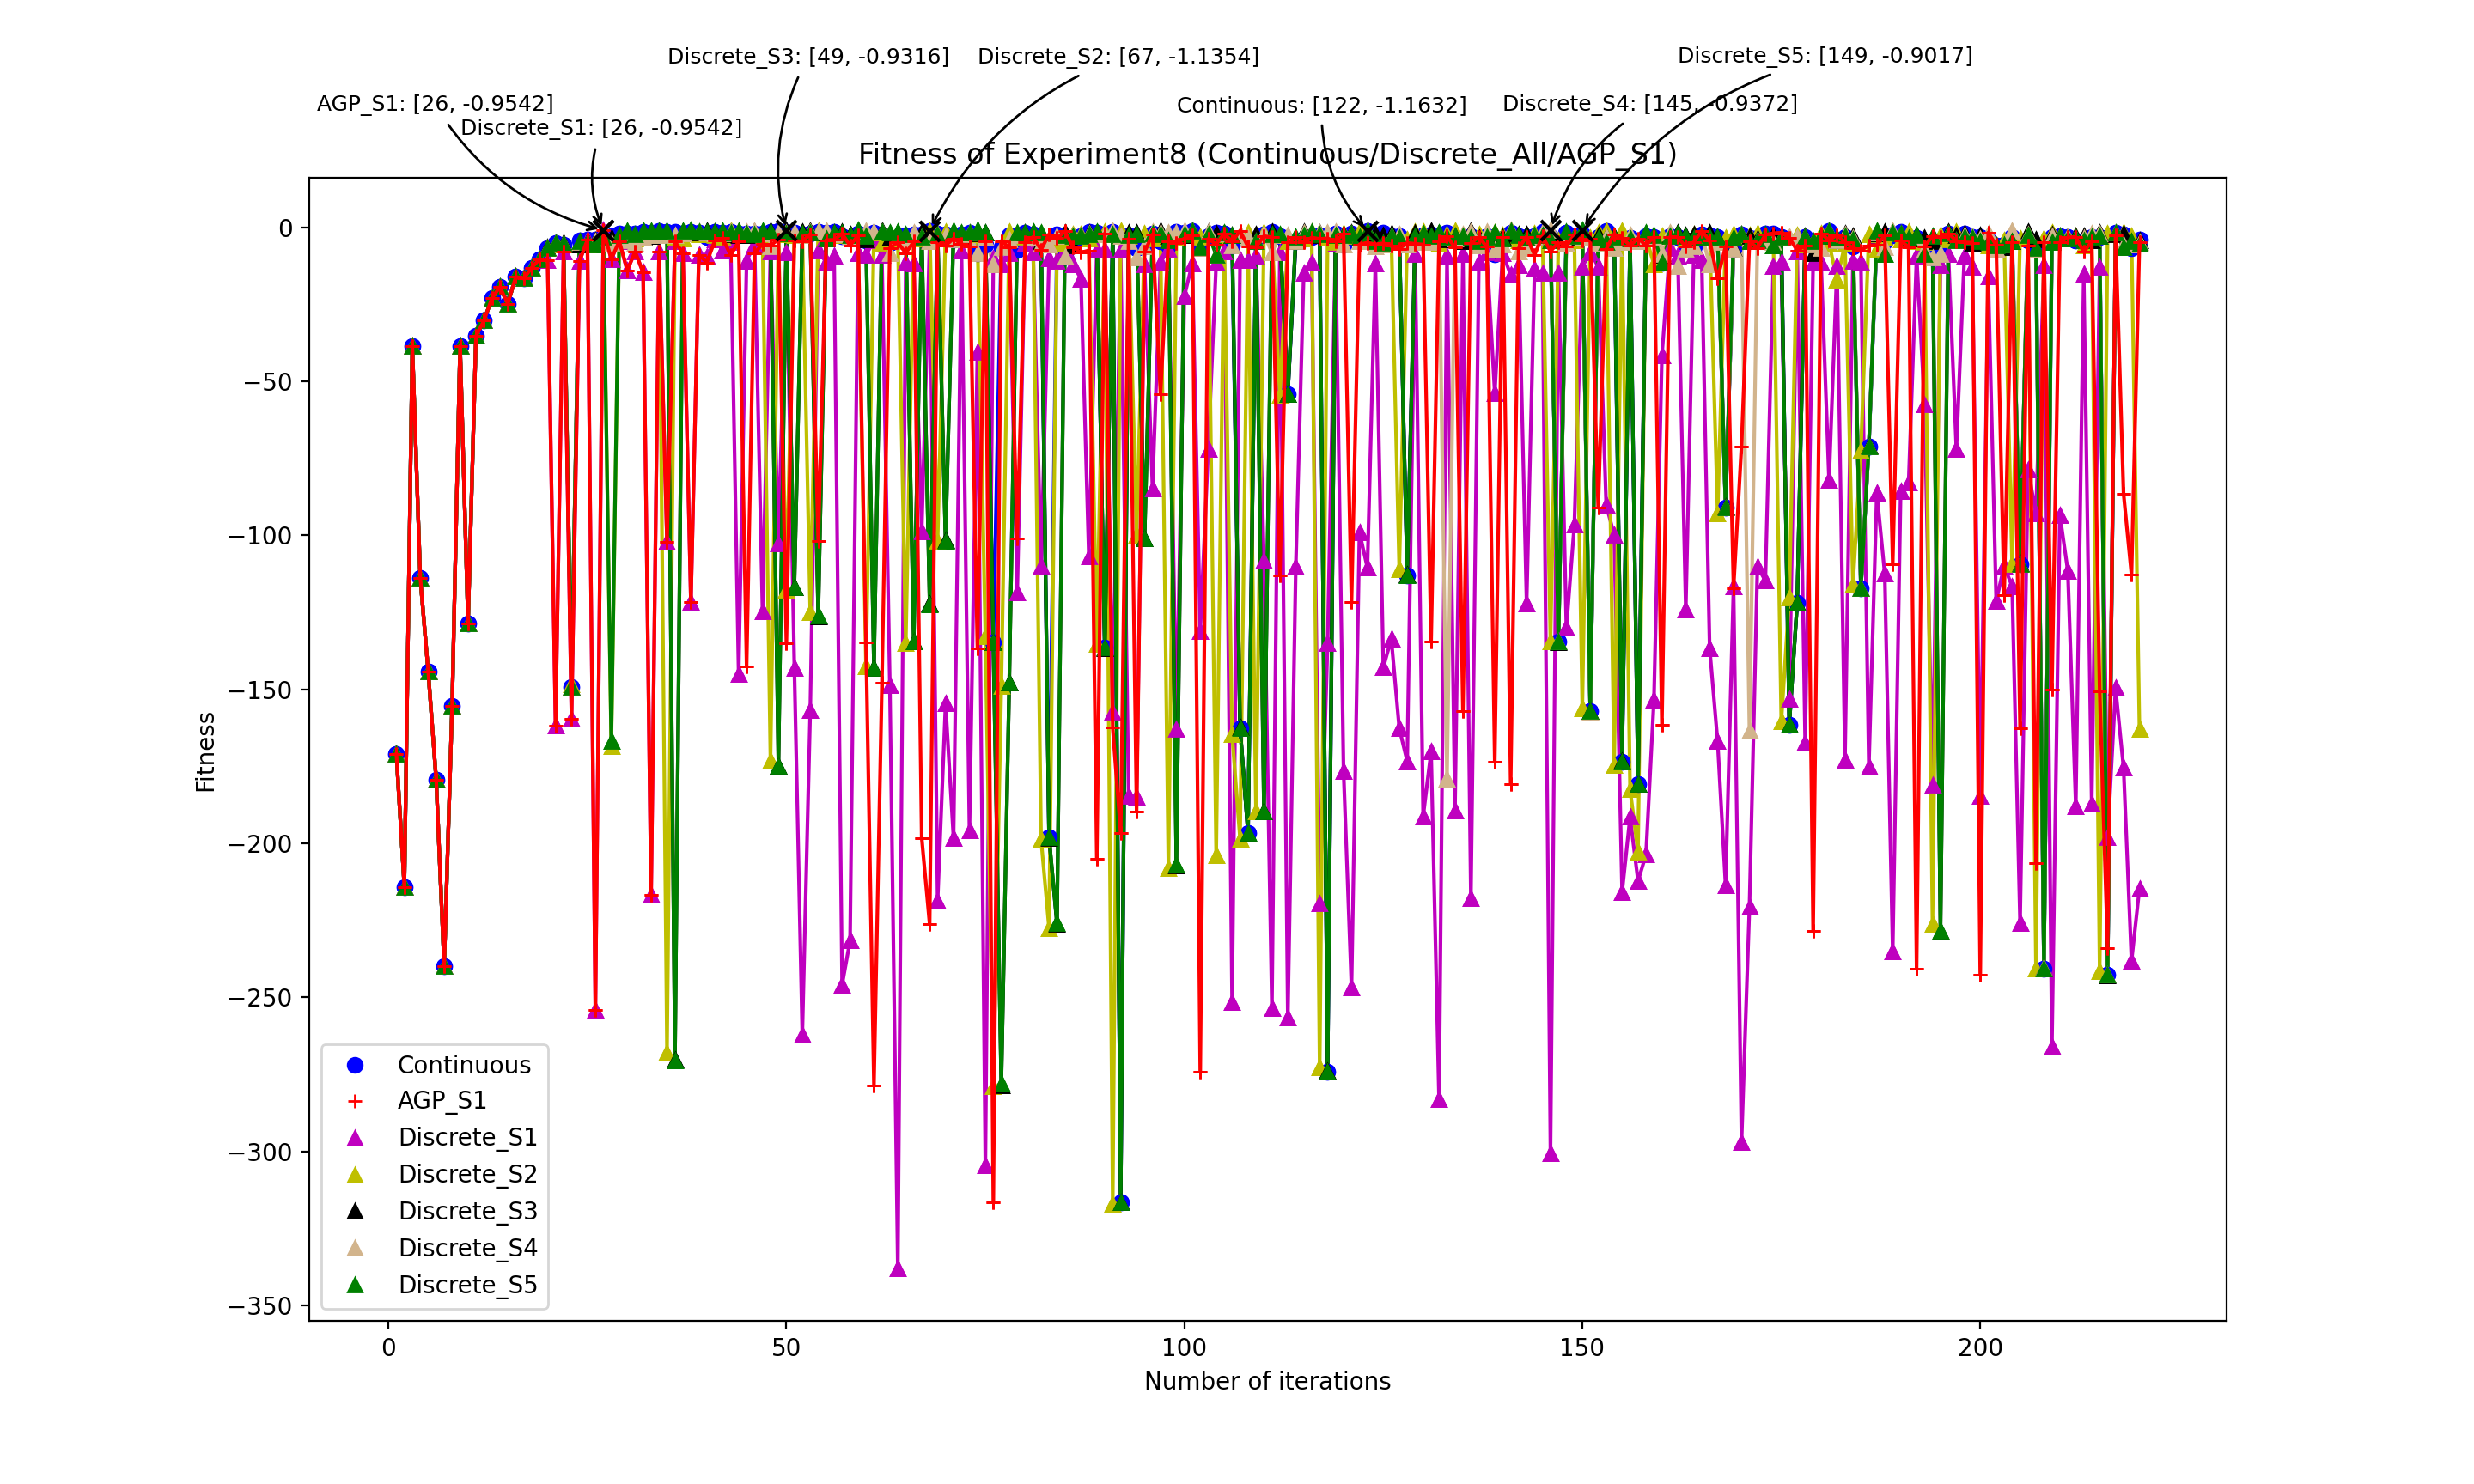 Discrete_S3: [49, -0.9316]
Discrete_S2: [67, -1.1354]
Discrete_S5: [149, -0.9017]
AGP_S1: [26, -0.9542]
Continuous: [122, -1.1632]
Discrete_S4: [145, -0.9372]
Discrete_S1: [26, -0.9542]
Fitness of Experiment8 (Continuous/Discrete_All/AGP_S1)
0
−50
−100
−150
−200
−250
−300
−350
Fitness
Continuous
AGP_S1
Discrete_S1
Discrete_S2
Discrete_S3
Discrete_S4
Discrete_S5
0 50 100 150 200
Number of iterations